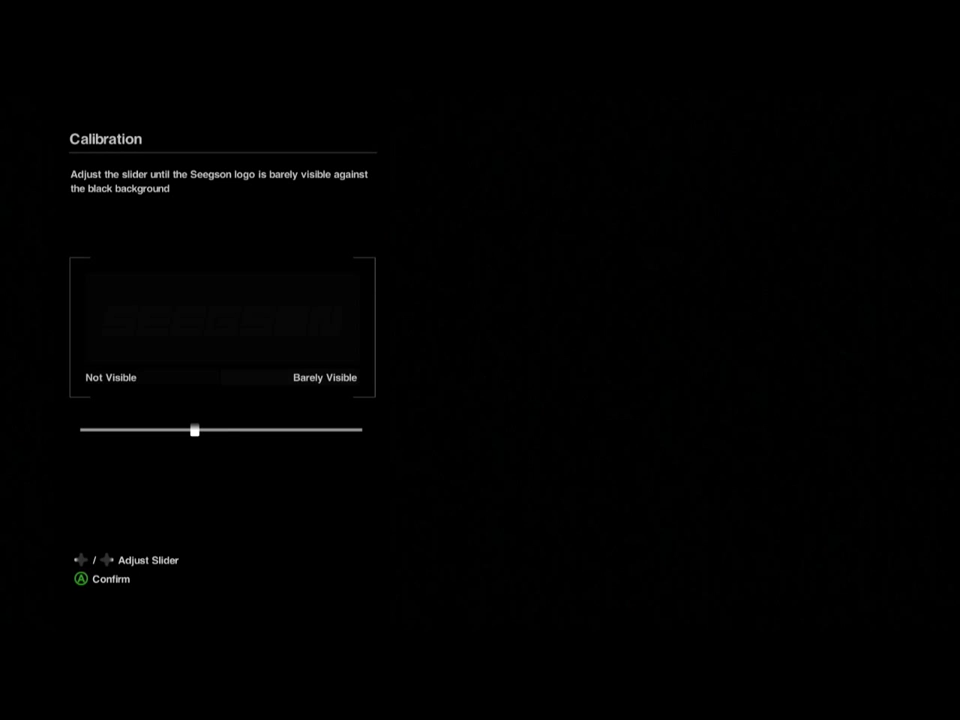 Calibration
Adjust the slider until the Seegson logo is barely visible against
the black background
SEEGSON
Not Visible
Barely Visible
/ Adjust Slider
A Confirm